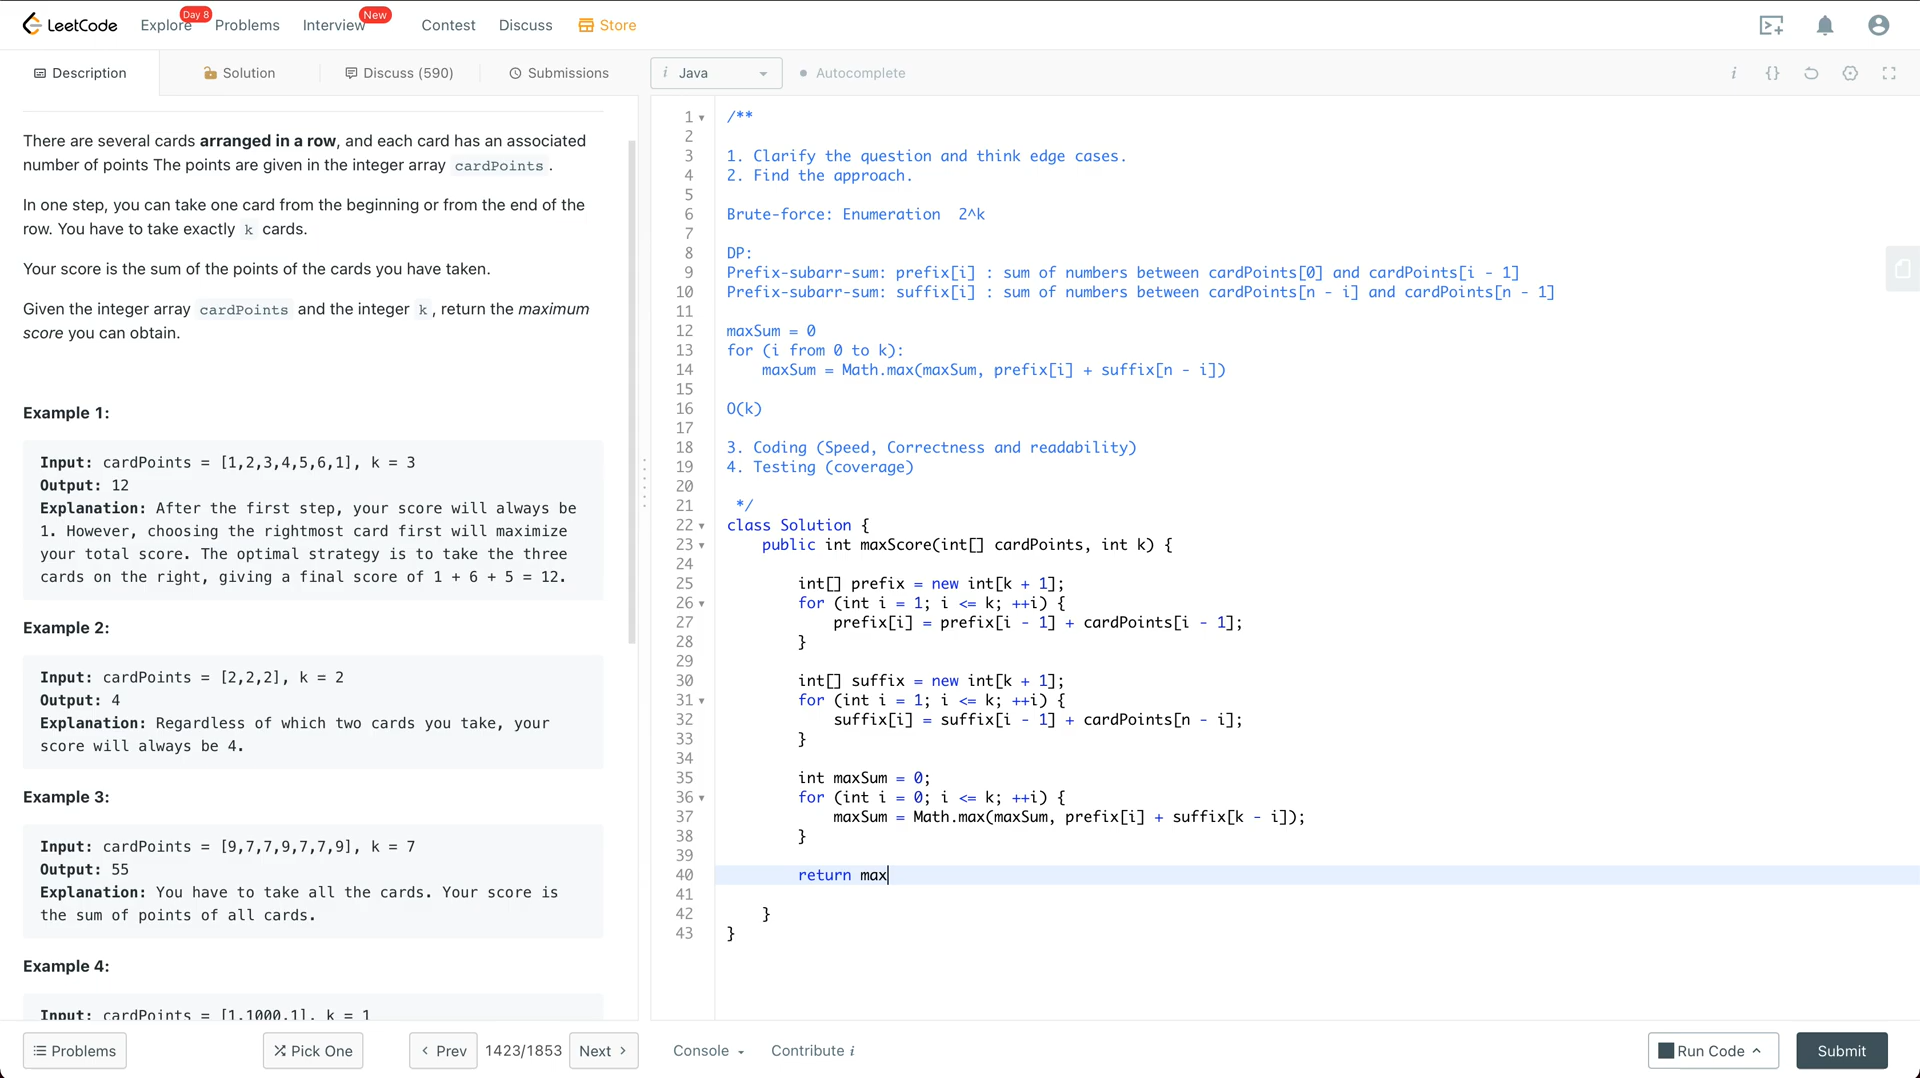 LeetCode
Explore
Day 8
Problems
Interview
New
Contest
Discuss
Store
Description
Solution
Discuss (590)
Submissions
i Java
Autocomplete
i {}
There are several cards arranged in a row, and each card has an associated
number of points The points are given in the integer array cardPoints .
In one step, you can take one card from the beginning or from the end of the
row. You have to take exactly k cards.
Your score is the sum of the points of the cards you have taken.
Given the integer array cardPoints and the integer k , return the maximum
score you can obtain.
Example 1:
Input: cardPoints = [1,2,3,4,5,6,1], k = 3
Output: 12
Explanation: After the first step, your score will always be
1. However, choosing the rightmost card first will maximize
your total score. The optimal strategy is to take the three
cards on the right, giving a final score of 1 + 6 + 5 = 12.
Example 2:
Input: cardPoints = [2,2,2], k = 2
Output: 4
Explanation: Regardless of which two cards you take, your
score will always be 4.
Example 3:
Input: cardPoints = [9,7,7,9,7,7,9], k = 7
Output: 55
Explanation: You have to take all the cards. Your score is
the sum of points of all cards.
Example 4:
Input: cardPoints = [1,1000,1], k = 1
1 /**
2
3 1. Clarify the question and think edge cases.
4 2. Find the approach.
5
6 Brute-force: Enumeration 2^k
7
8 DP:
9 Prefix-subarr-sum: prefix[i] : sum of numbers between cardPoints[0] and cardPoints[i - 1]
10 Prefix-subarr-sum: suffix[i] : sum of numbers between cardPoints[n - i] and cardPoints[n - 1]
11
12 maxSum = 0
13 for (i from 0 to k):
14 maxSum = Math.max(maxSum, prefix[i] + suffix[n - i])
15
16 O(k)
17
18 3. Coding (Speed, Correctness and readability)
19 4. Testing (coverage)
20
21 */
22 class Solution {
23 public int maxScore(int[] cardPoints, int k) {
24
25 int[] prefix = new int[k + 1];
26 for (int i = 1; i <= k; ++i) {
27 prefix[i] = prefix[i - 1] + cardPoints[i - 1];
28 }
29
30 int[] suffix = new int[k + 1];
31 for (int i = 1; i <= k; ++i) {
32 suffix[i] = suffix[i - 1] + cardPoints[n - i];
33 }
34
35 int maxSum = 0;
36 for (int i = 0; i <= k; ++i) {
37 maxSum = Math.max(maxSum, prefix[i] + suffix[k - i]);
38 }
39
40 return max
41
42 }
43 }
Problems
Pick One
Prev
1423/1853
Next
Console
Contribute i
Run Code
Submit